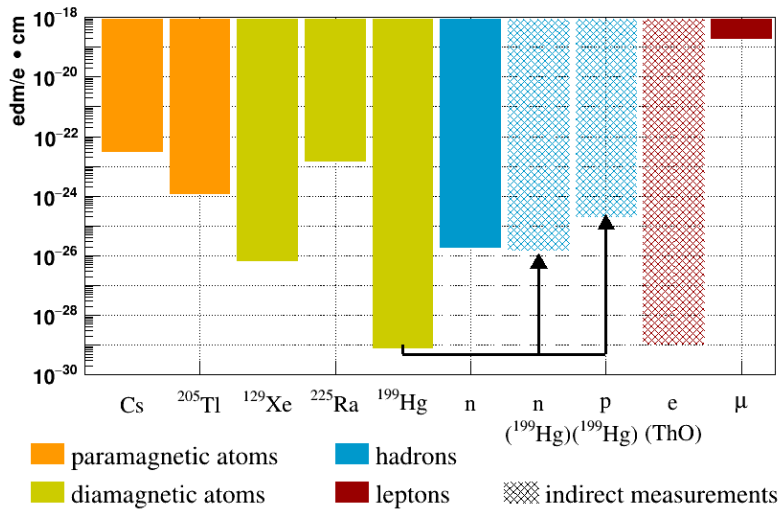 edm/e • cm
10⁻¹⁸
10⁻²⁰
10⁻²²
10⁻²⁴
10⁻²⁶
10⁻²⁸
10⁻³⁰
Cs ²⁰⁵Tl ¹²⁹Xe ²²⁵Ra ¹⁹⁹Hg n n p e μ
(¹⁹⁹Hg) (¹⁹⁹Hg) (ThO)
paramagnetic atoms hadrons
diamagnetic atoms leptons indirect measurements